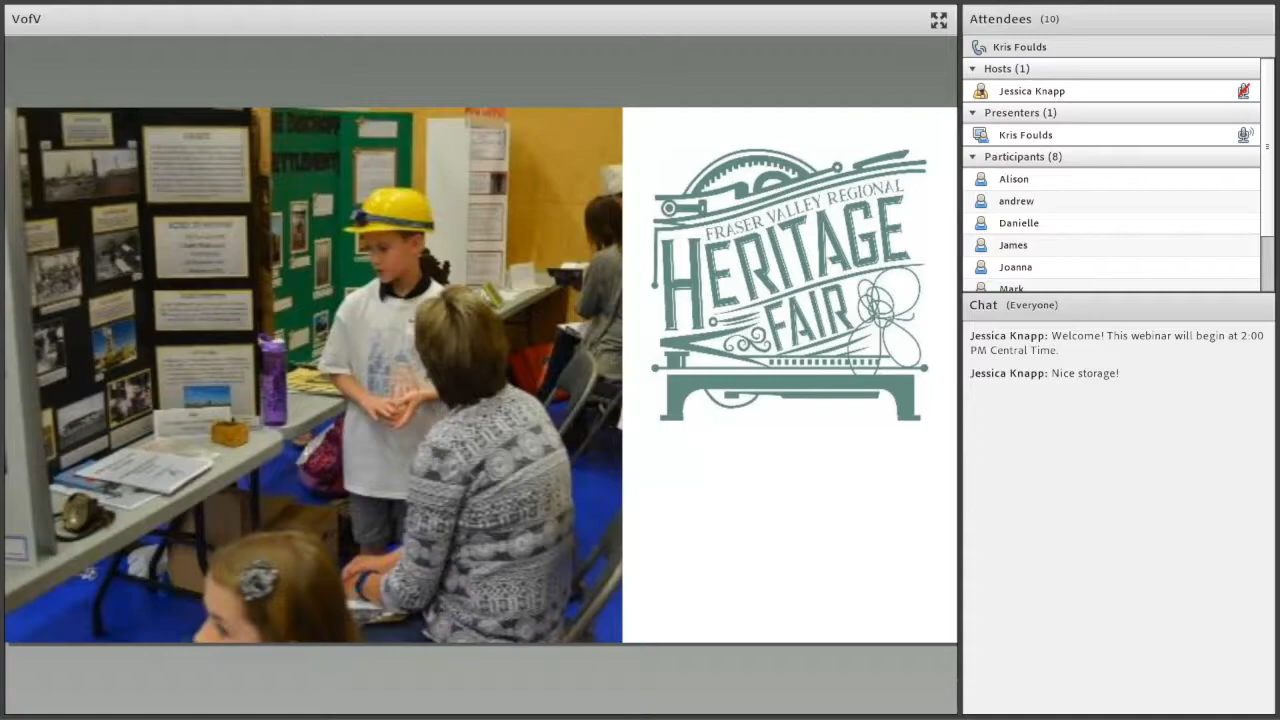 VofV
FRASER VALLEY REGIONAL
HERITAGE
FAIR
Attendees (10)
Kris Foulds
Hosts (1)
Jessica Knapp
Presenters (1)
Kris Foulds
Participants (8)
Alison
andrew
Danielle
James
Joanna
Mark
Chat (Everyone)
Jessica Knapp: Welcome! This webinar will begin at 2:00
PM Central Time.
Jessica Knapp: Nice storage!